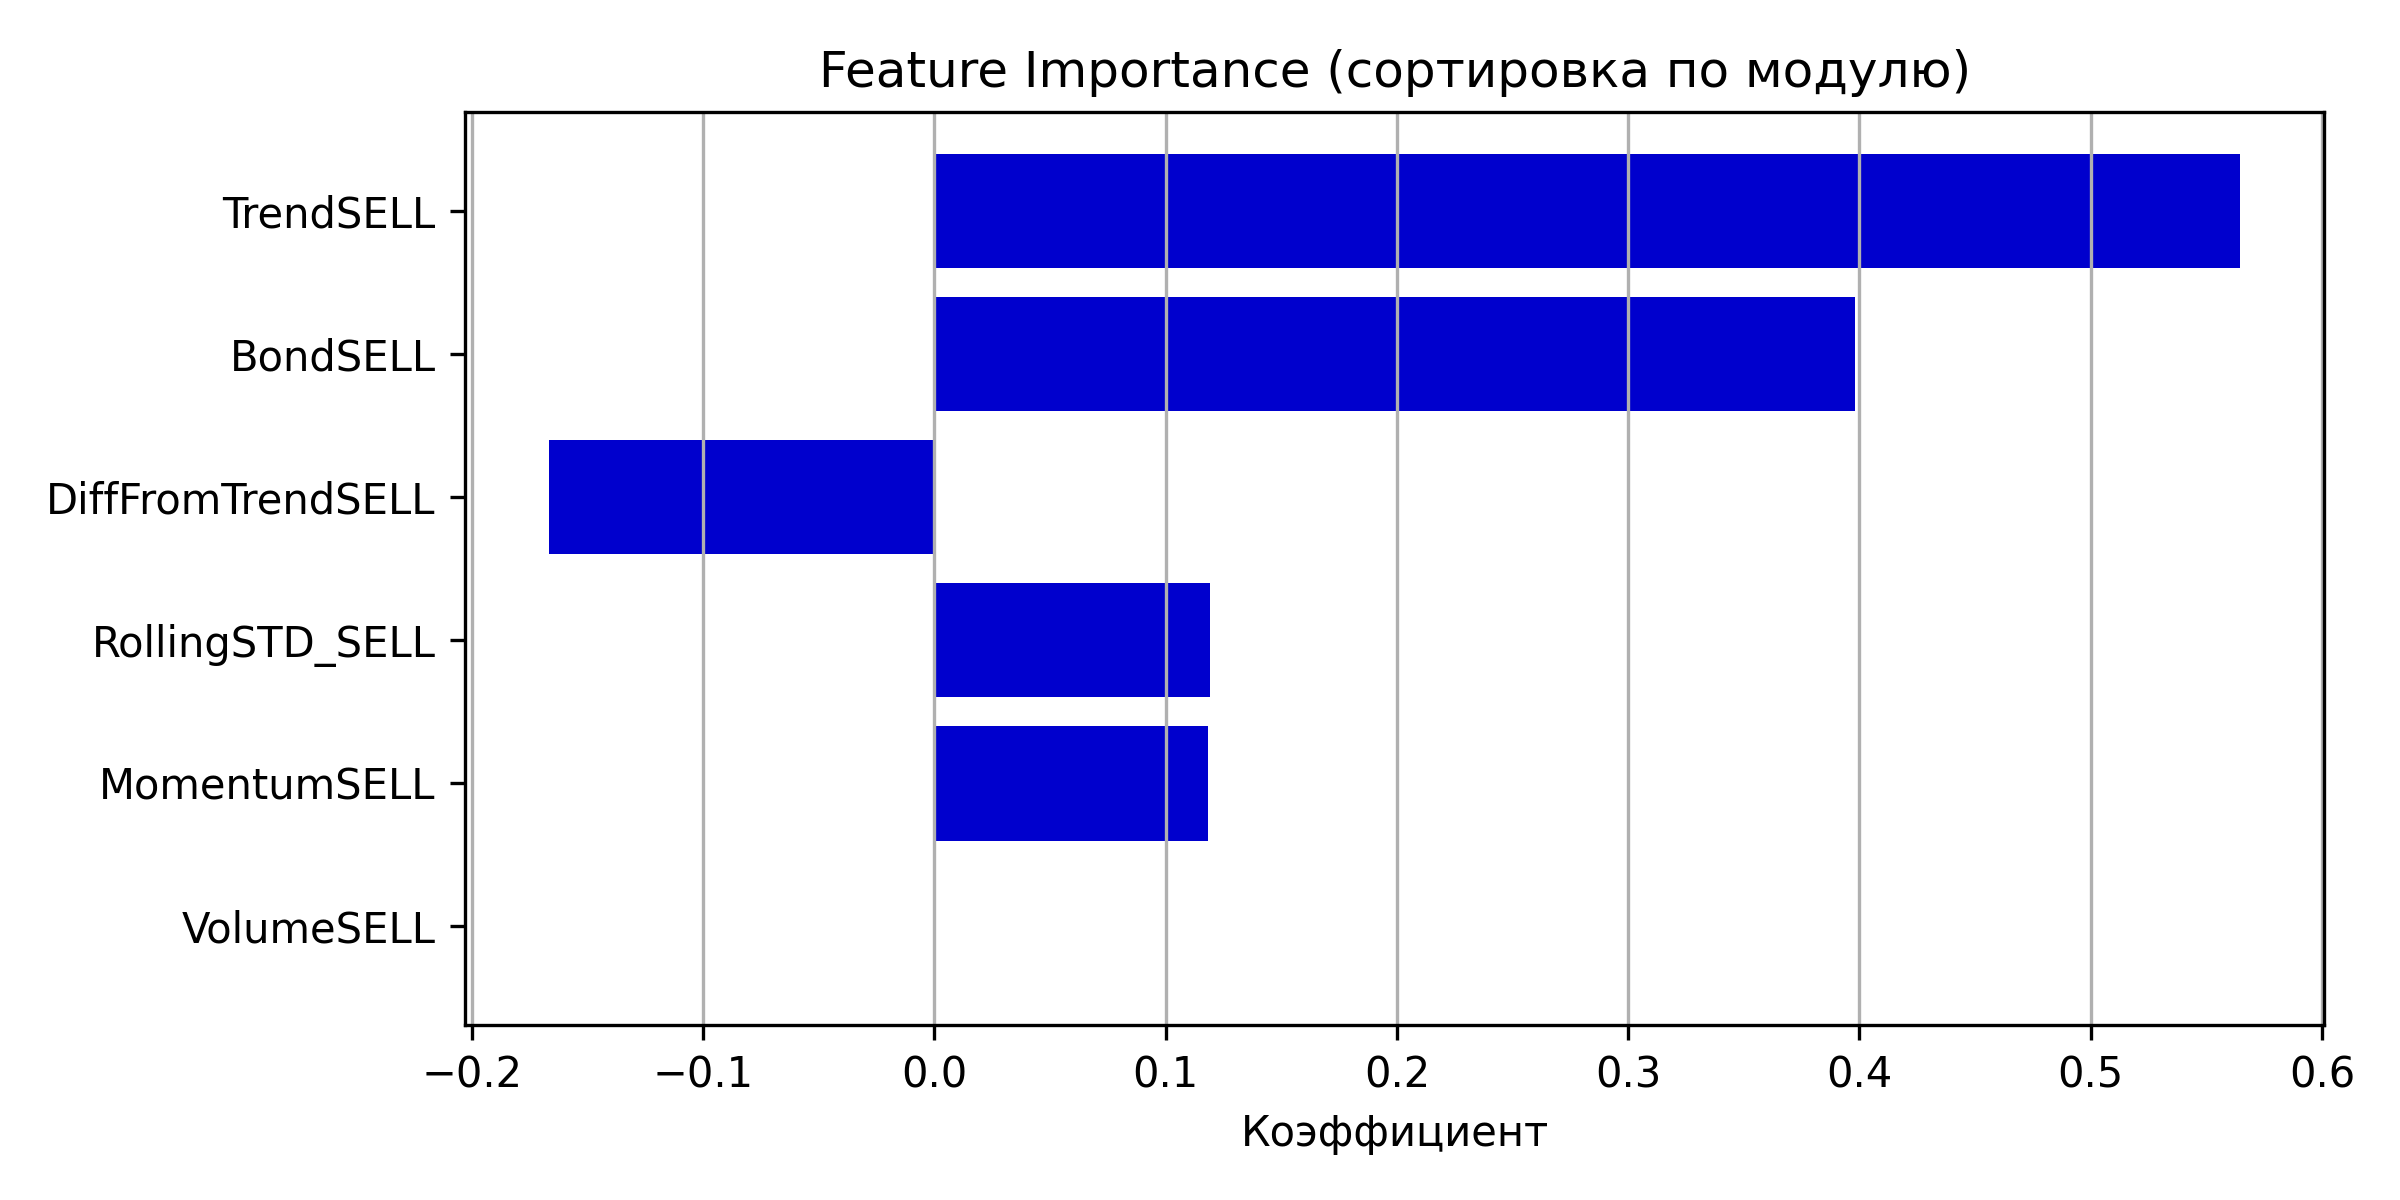 Feature Importance (сортировка по модулю)
TrendSELL
BondSELL
DiffFromTrendSELL
RollingSTD_SELL
MomentumSELL
VolumeSELL
−0.2 −0.1 0.0 0.1 0.2 0.3 0.4 0.5 0.6
Коэффициент